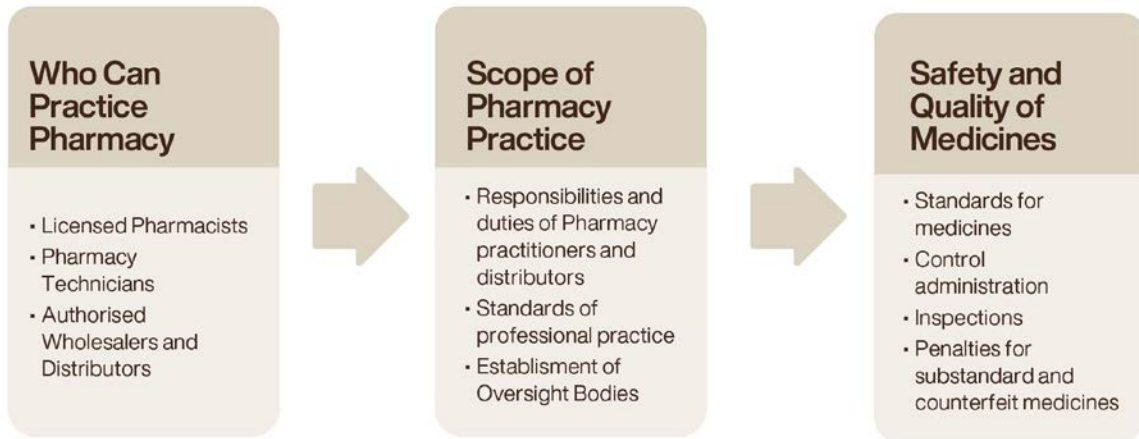 Who Can
Practice
Pharmacy
▪ Licensed Pharmacists
▪ Pharmacy
Technicians
▪ Authorised
Wholesalers and
Distributors
Scope of
Pharmacy
Practice
▪ Responsibilities and
duties of Pharmacy
practitioners and
distributors
▪ Standards of
professional practice
▪ Establisment of
Oversight Bodies
Safety and
Quality of
Medicines
▪ Standards for
medicines
▪ Control
administration
▪ Inspections
▪ Penalties for
substandard and
counterfeit medicines